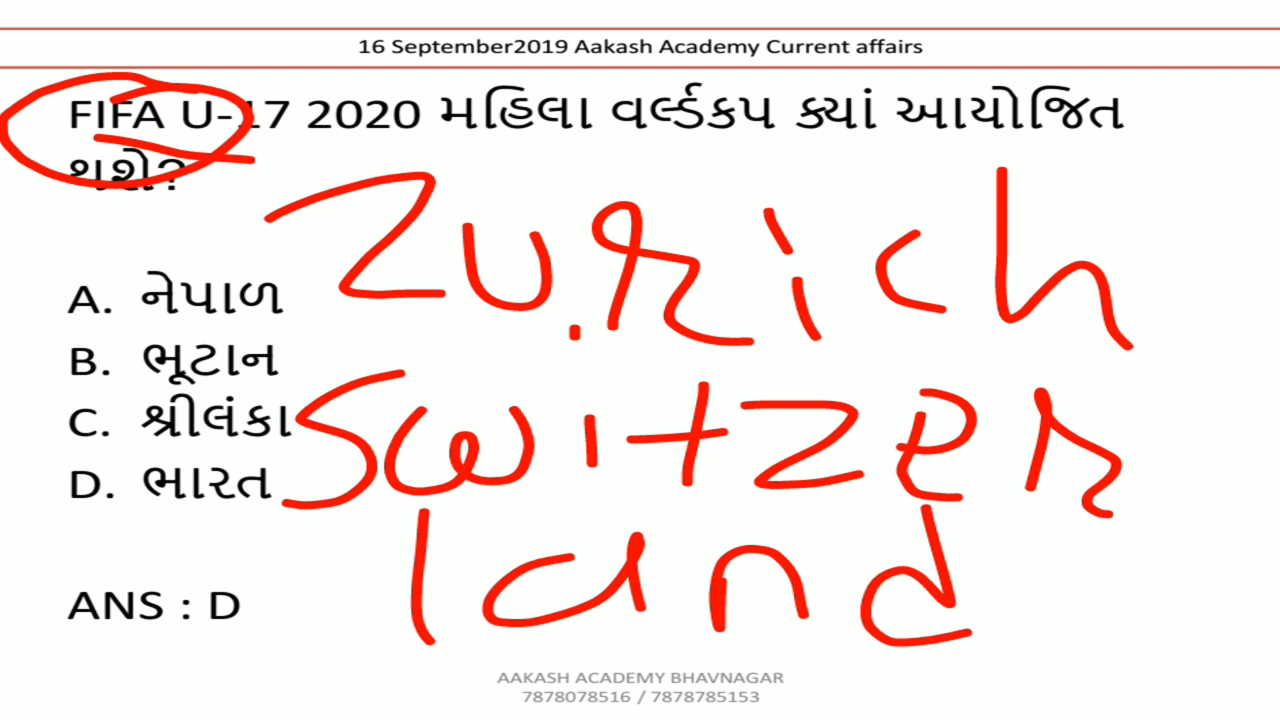 16 September2019 Aakash Academy Current affairs
FIFA U-17 2020 મહિલા વર્લ્ડકપ ક્યાં આયોજિત
થશે?
Zurich
A. નેપાળ
B. ભૂટાન
C. શ્રીલંકા
Switzer
D. ભારત
land
ANS : D
AAKASH ACADEMY BHAVNAGAR
7878078516 / 7878785153